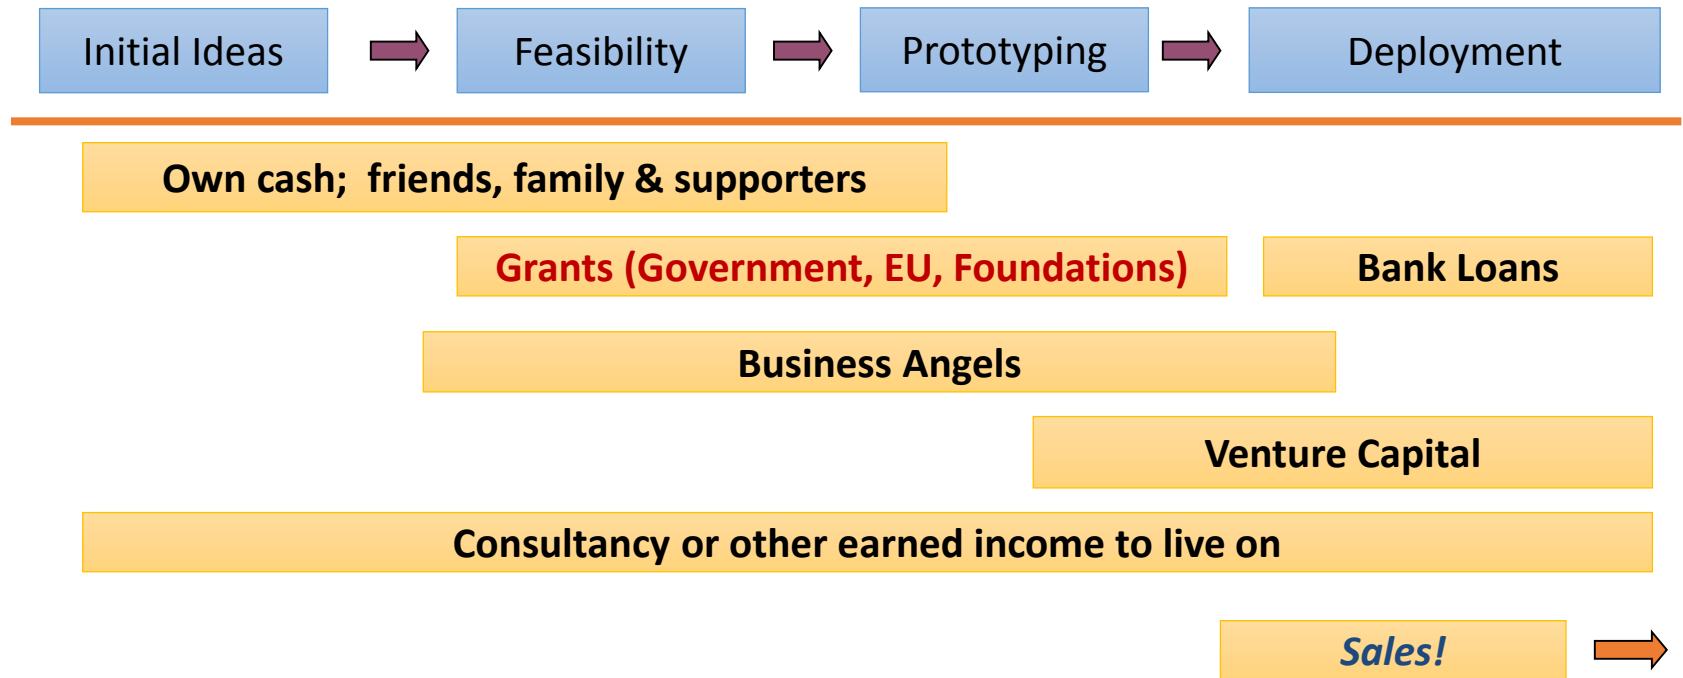 Initial Ideas
Feasibility
Prototyping
Deployment
Own cash;  friends, family & supporters
Grants (Government, EU, Foundations)
Bank Loans
Business Angels
Venture Capital
Consultancy or other earned income to live on
Sales!